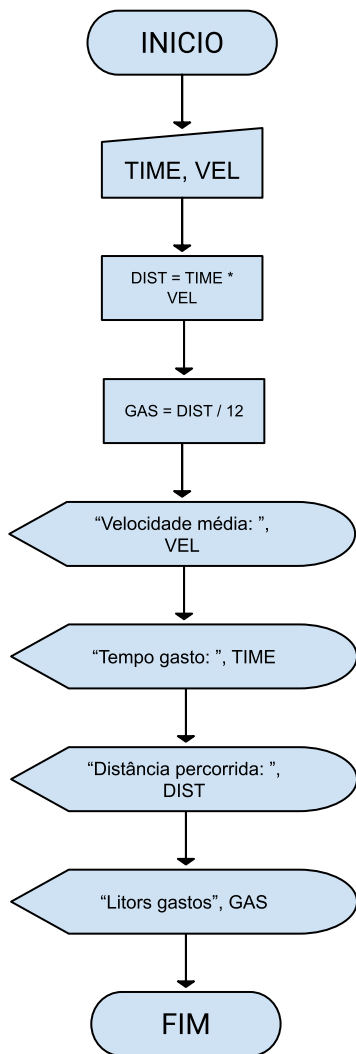 INICIO
TIME, VEL
DIST = TIME *
VEL
GAS = DIST / 12
“Velocidade média: ”,
VEL
“Tempo gasto: ”, TIME
“Distância percorrida: ”,
DIST
“Litors gastos”, GAS
FIM